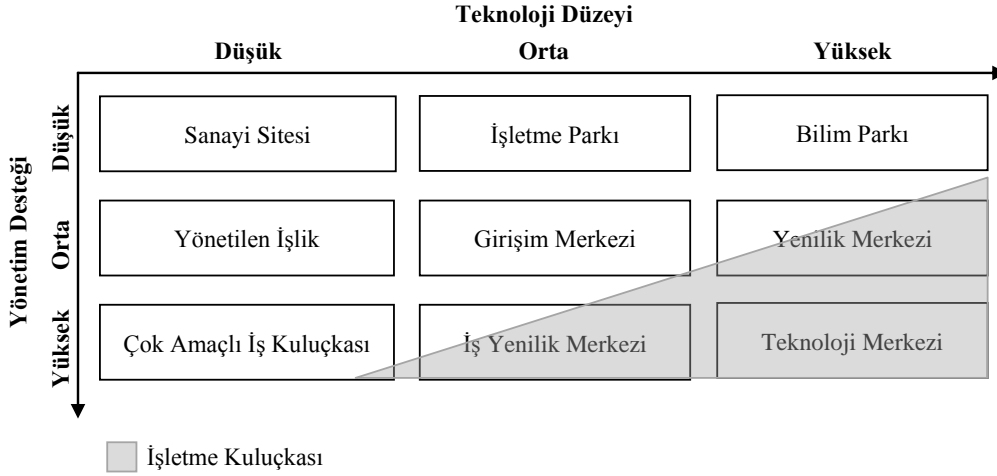 Teknoloji Düzeyi
Düşük Orta Yüksek
Yönetim Desteği
Düşük
Sanayi Sitesi İşletme Parkı Bilim Parkı
Orta
Yönetilen İşlik Girişim Merkezi Yenilik Merkezi
Yüksek
Çok Amaçlı İş Kuluçkası İş Yenilik Merkezi Teknoloji Merkezi
İşletme Kuluçkası